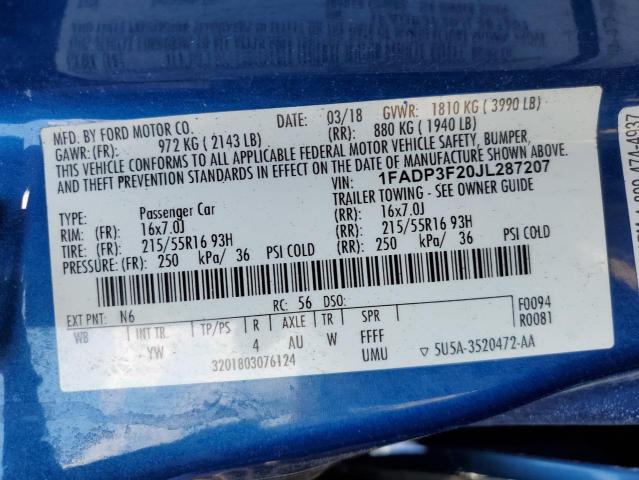 MFD. BY FORD MOTOR CO. DATE: 03/18 GVWR: 1810 KG ( 3990 LB)
GAWR: (FR): 972 KG ( 2143 LB) (RR): 880 KG ( 1940 LB)
THIS VEHICLE CONFORMS TO ALL APPLICABLE FEDERAL MOTOR VEHICLE SAFETY, BUMPER,
AND THEFT PREVENTION STANDARDS IN EFFECT ON THE DATE OF MANUFACTURE SHOWN ABOVE.
VIN: 1FADP3F20JL287207
TYPE: Passenger Car TRAILER TOWING - SEE OWNER GUIDE
RIM: (FR): 16x7.0J (RR): 16x7.0J
TIRE: (FR): 215/55R16 93H (RR): 215/55R16 93H
PRESSURE: (FR): 250 kPa/ 36 PSI COLD (RR): 250 kPa/ 36 PSI COLD
EXT PNT: N6 RC: 56 DSO: F0094
WB INT TR. TP/PS R AXLE TR SPR R0081
YW 4 AU W FFFF
3201803076124 UMU ▽ 5U5A-3520472-AA